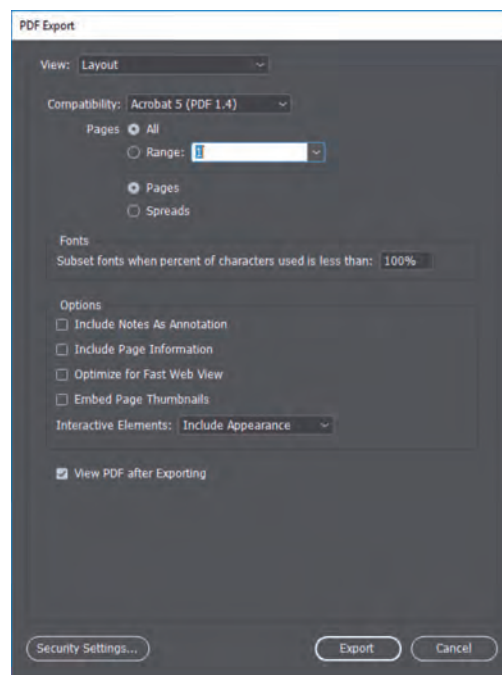 PDF Export
View: Layout
Compatibility: Acrobat 5 (PDF 1.4)
Pages All
Range: 1
Pages
Spreads
Fonts
Subset fonts when percent of characters used is less than: 100%
Options
Include Notes As Annotation
Include Page Information
Optimize for Fast Web View
Embed Page Thumbnails
Interactive Elements: Include Appearance
View PDF after Exporting
Security Settings... Export Cancel